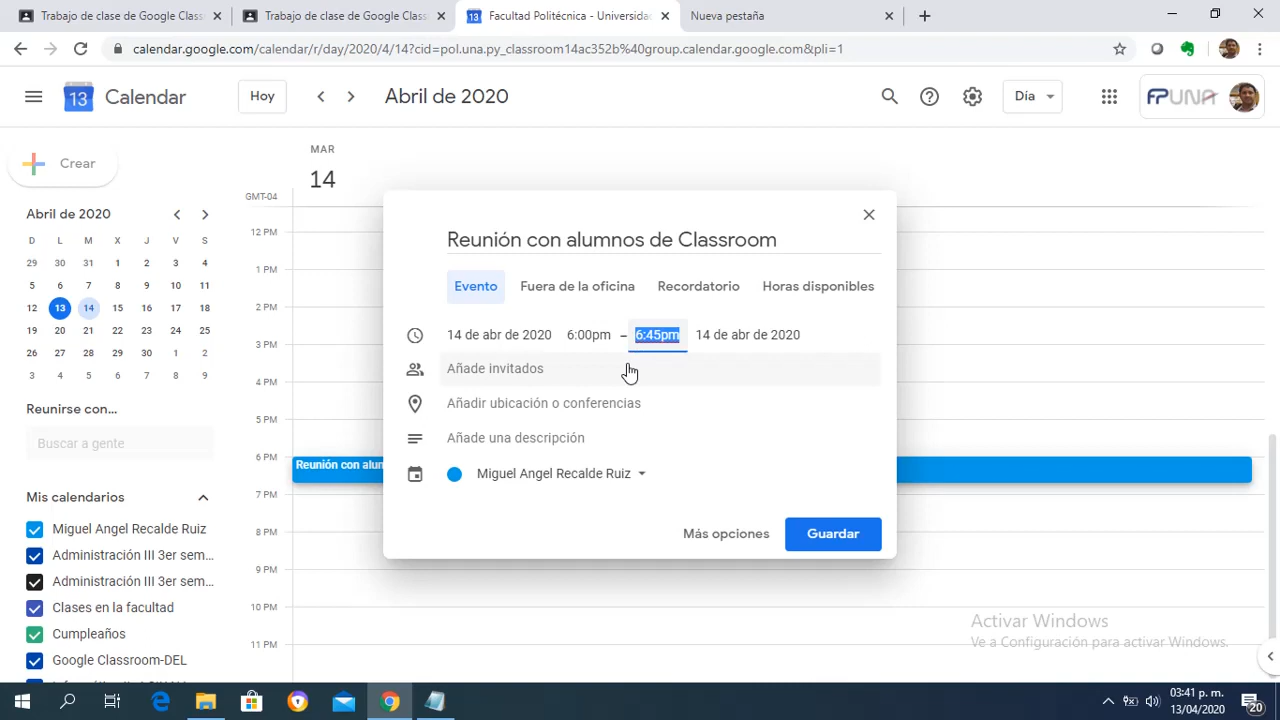 Trabajo de clase de Google Class
Trabajo de clase de Google Class
Facultad Politécnica - Universida
Nueva pestaña
calendar.google.com/calendar/r/day/2020/4/14?cid=pol.una.py_classroom14ac352b%40group.calendar.google.com&pli=1
13
Calendar
Hoy
Abril de 2020
Día
FPUNA
Crear
MAR
14
GMT-04
Abril de 2020
D L M X J V S
29 30 31 1 2 3 4
5 6 7 8 9 10 11
12 13 14 15 16 17 18
19 20 21 22 23 24 25
26 27 28 29 30 1 2
3 4 5 6 7 8 9
Reunirse con...
Buscar a gente
Mis calendarios
Miguel Angel Recalde Ruiz
Administración III 3er sem...
Administración III 3er sem...
Clases en la facultad
Cumpleaños
Google Classroom-DEL
12 PM
1 PM
2 PM
3 PM
4 PM
5 PM
6 PM
7 PM
8 PM
9 PM
10 PM
11 PM
Reunión con alum
Reunión con alumnos de Classroom
Evento Fuera de la oficina Recordatorio Horas disponibles
14 de abr de 2020 6:00pm – 6:45pm 14 de abr de 2020
Añade invitados
Añadir ubicación o conferencias
Añade una descripción
Miguel Angel Recalde Ruiz
Más opciones Guardar
Activar Windows
Ve a Configuración para activar Windows.
03:41 p. m.
13/04/2020
20